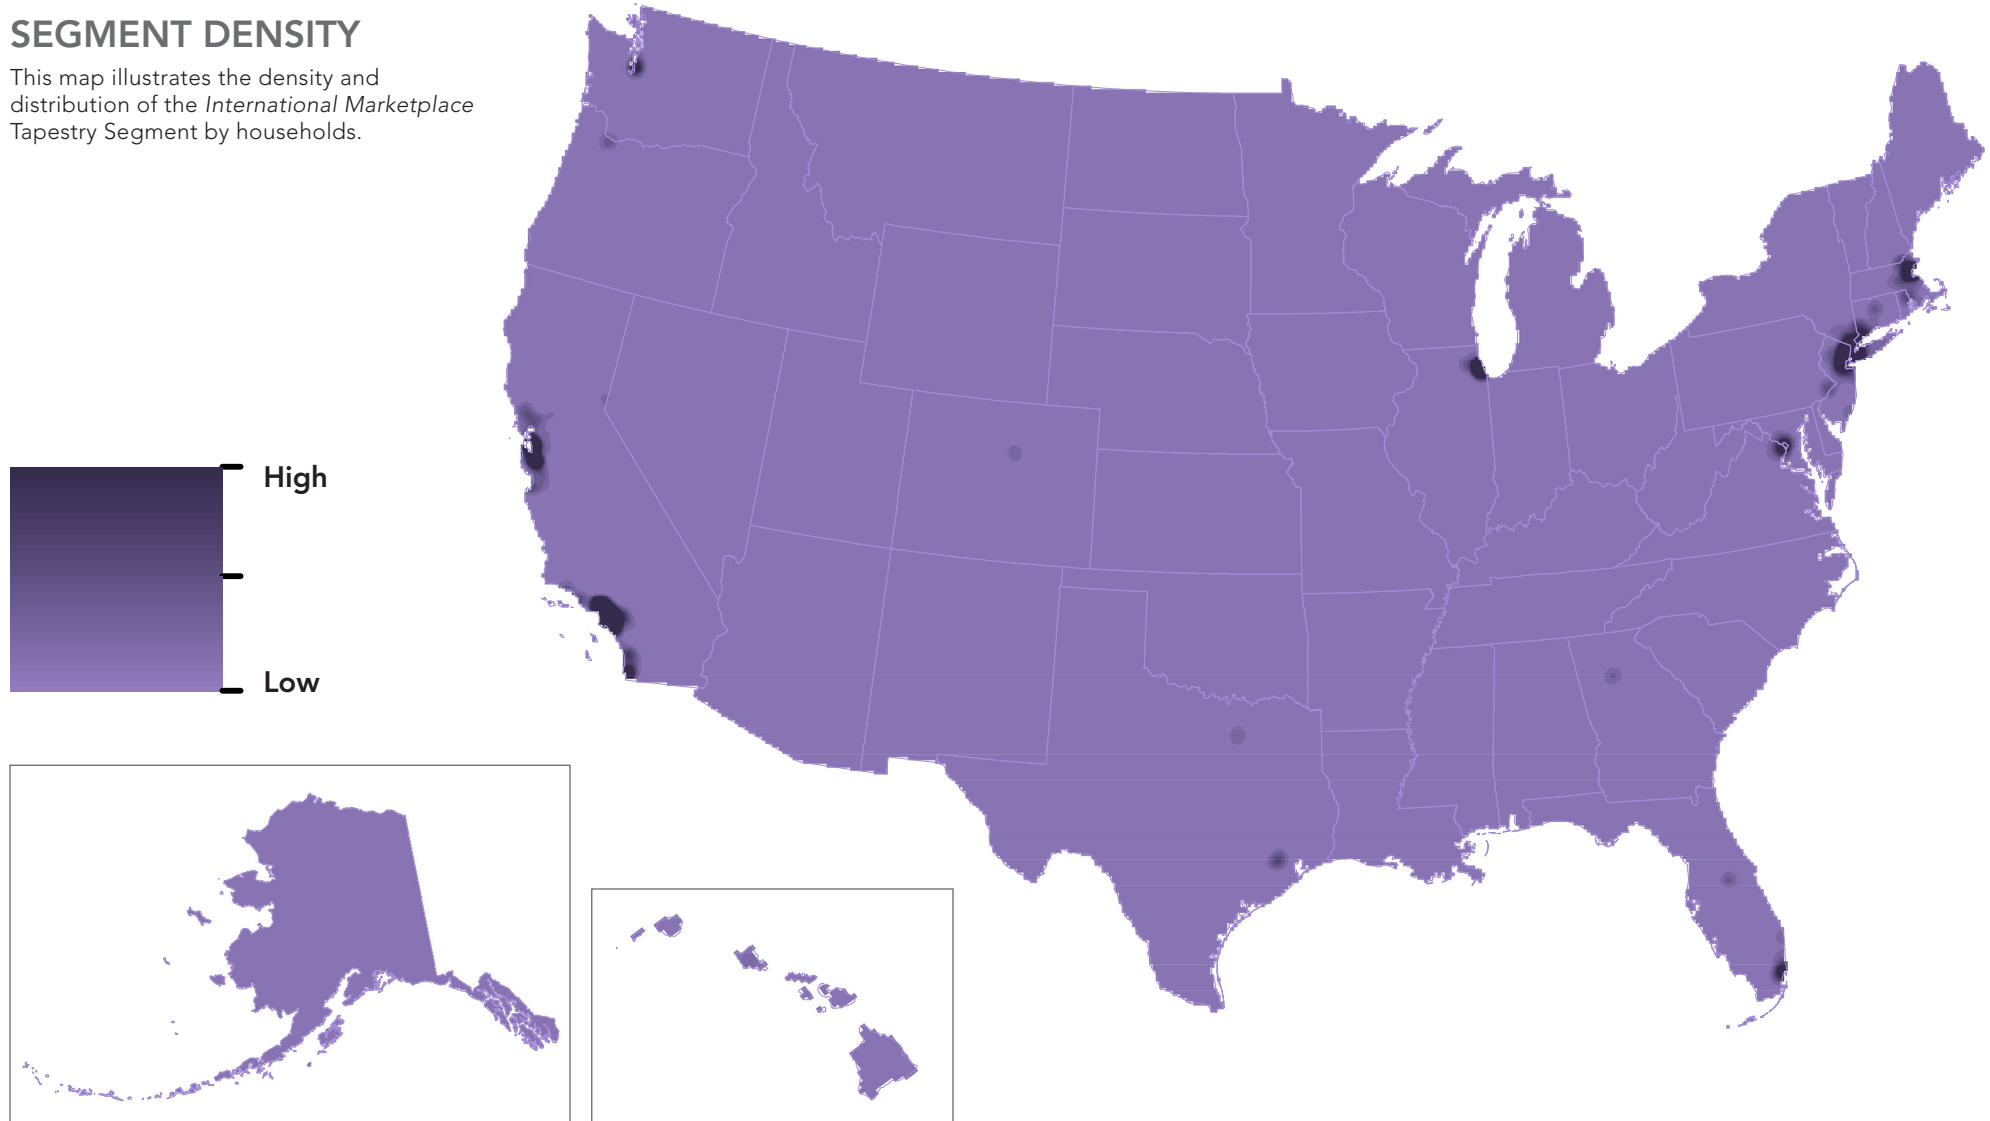 SEGMENT DENSITY
This map illustrates the density and
distribution of the International Marketplace
Tapestry Segment by households.
High
Low